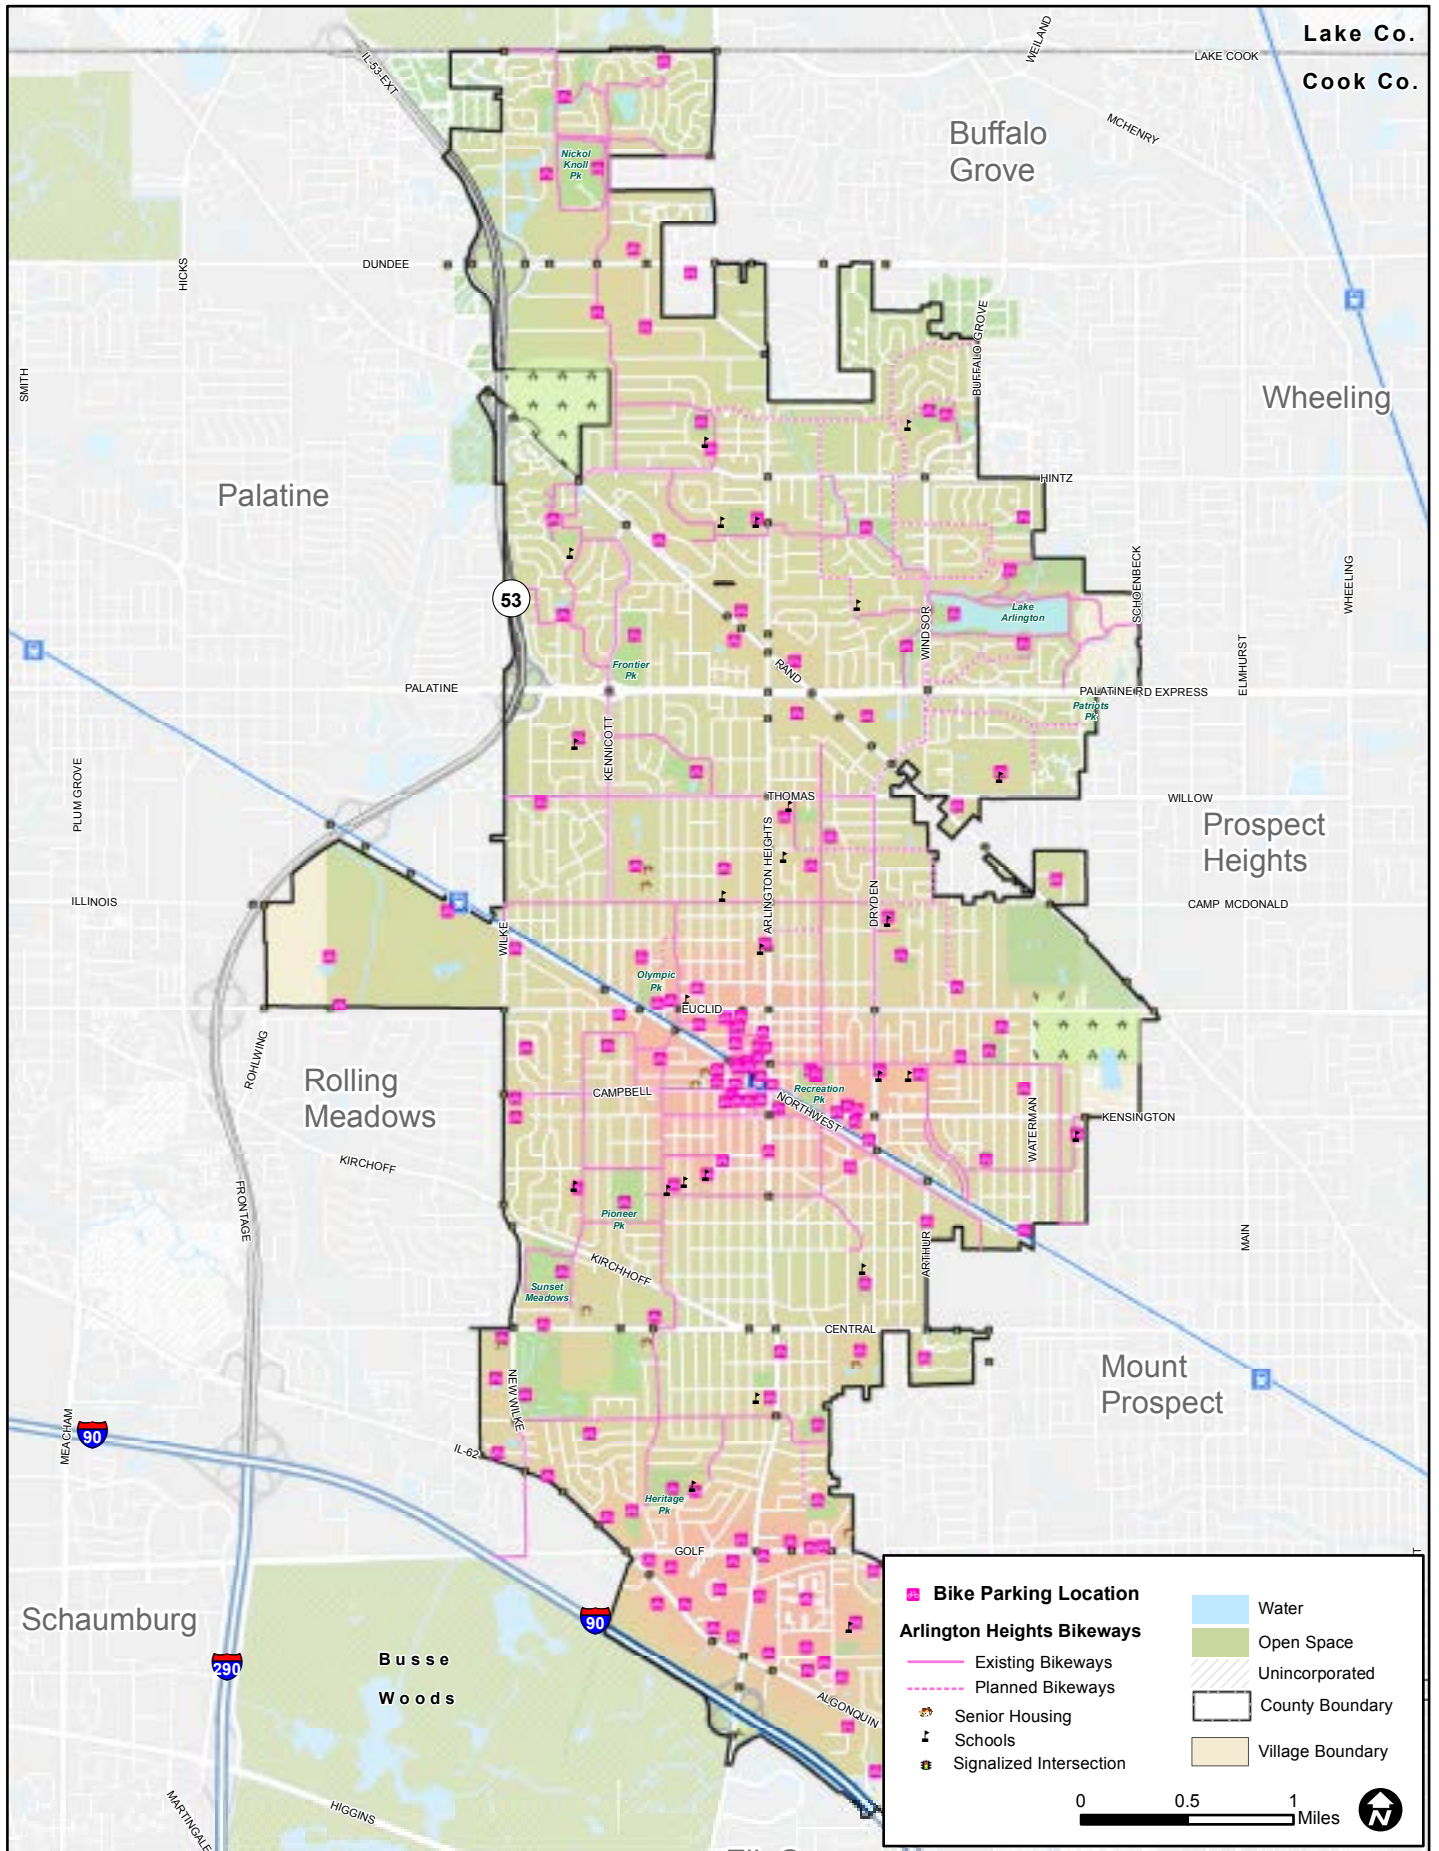 Lake Co.
Cook Co.
LAKE COOK
WEILAND
MCHENRY
IL-53-EXT
Buffalo
Grove
Nickol
Knoll
Pk
DUNDEE
HICKS
SMITH
BUFFALO GROVE
Wheeling
Palatine
HINTZ
SCHOENBECK
WHEELING
53
Lake
Arlington
WINDSOR
ELMHURST
Frontier
Pk
RAND
PALATINE
PALATINE RD EXPRESS
Patriots
Pk
KENNICOTT
PLUM GROVE
THOMAS
WILLOW
ARLINGTON HEIGHTS
Prospect
Heights
ILLINOIS
DRYDEN
CAMP MCDONALD
WILKE
Olympic
Pk
EUCLID
ROHLWING
Rolling
Meadows
CAMPBELL
Recreation
Pk
NORTHWEST
WATERMAN
KENSINGTON
KIRCHOFF
FRONTAGE
Pioneer
Pk
MAIN
ARTHUR
KIRCHHOFF
Sunset
Meadows
CENTRAL
Mount
Prospect
NEW WILKE
MEACHAM
90
IL-62
Heritage
Pk
GOLF
Schaumburg
90
290
Busse
Woods
ALGONQUIN
MARTINGALE
HIGGINS
Bike Parking Location
Arlington Heights Bikeways
Existing Bikeways
Planned Bikeways
Senior Housing
Schools
Signalized Intersection
Water
Open Space
Unincorporated
County Boundary
Village Boundary
0 0.5 1
Miles
N